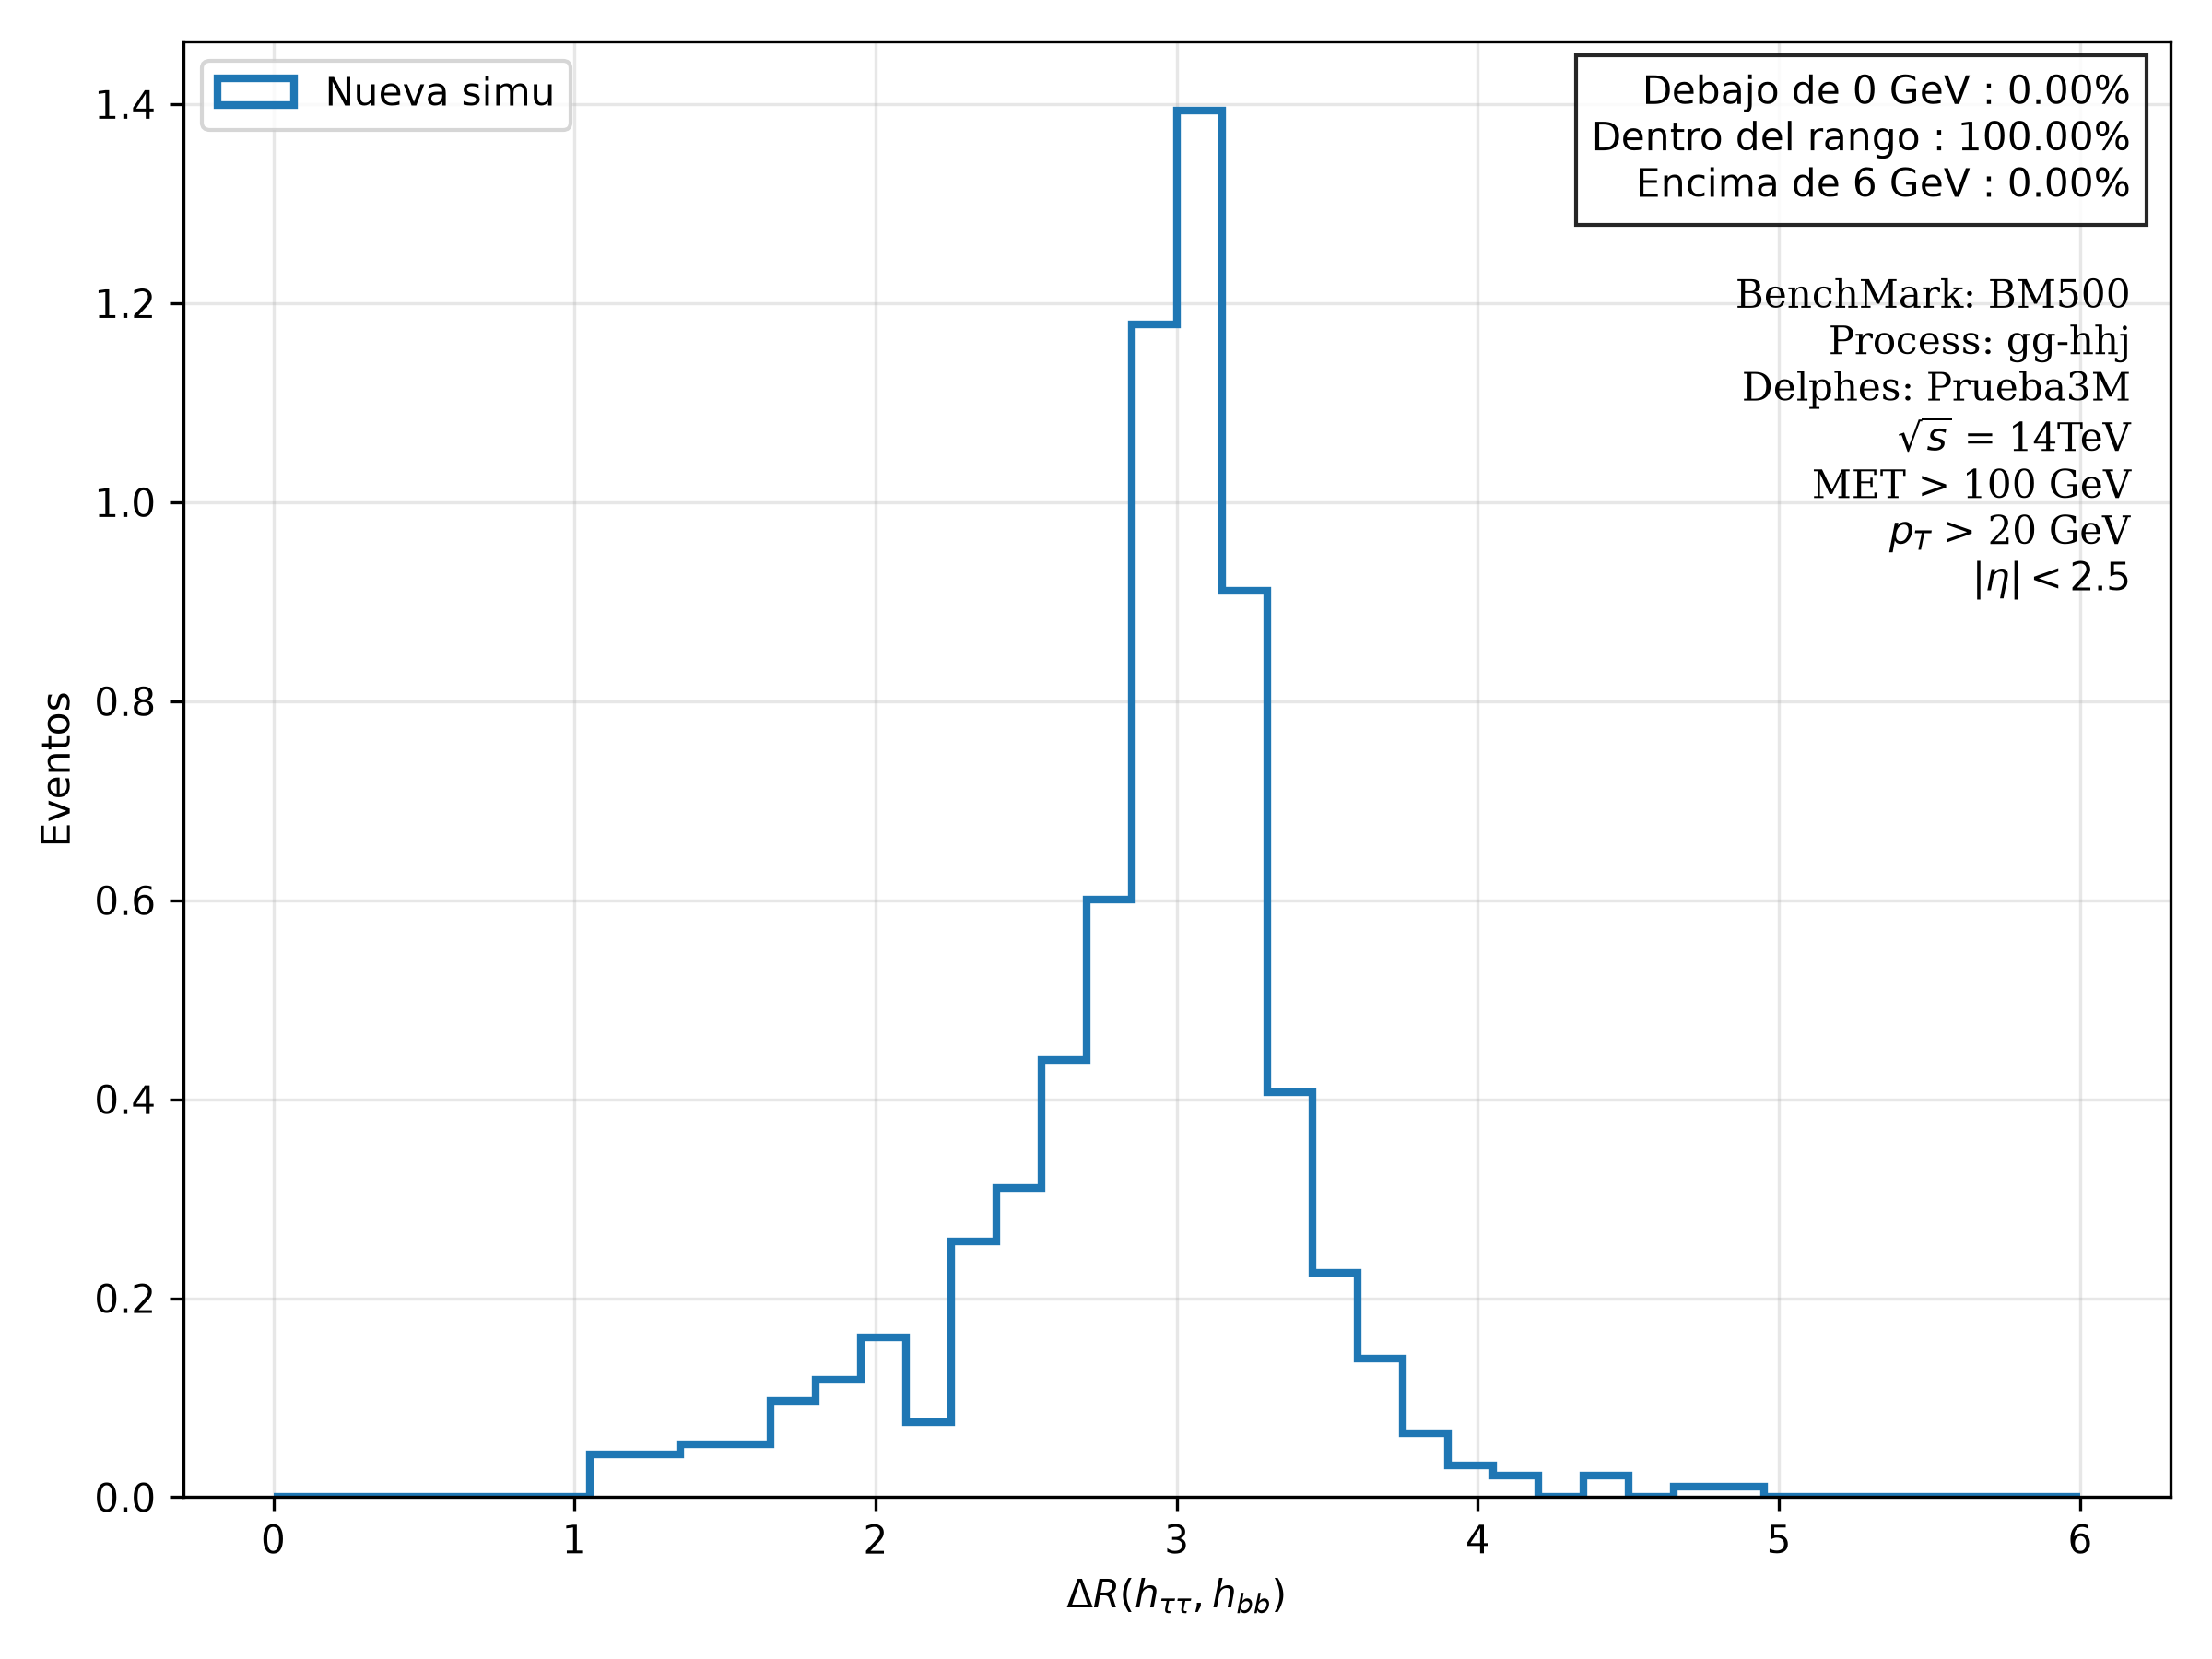 Nueva simu
Debajo de 0 GeV : 0.00%
Dentro del rango : 100.00%
Encima de 6 GeV : 0.00%
BenchMark: BM500
Process: gg-hhj
Delphes: Prueba3M
√s = 14TeV
MET > 100 GeV
p_T > 20 GeV
|η| < 2.5
Eventos
1.4
1.2
1.0
0.8
0.6
0.4
0.2
0.0
0 1 2 3 4 5 6
ΔR(h_ττ, h_bb)